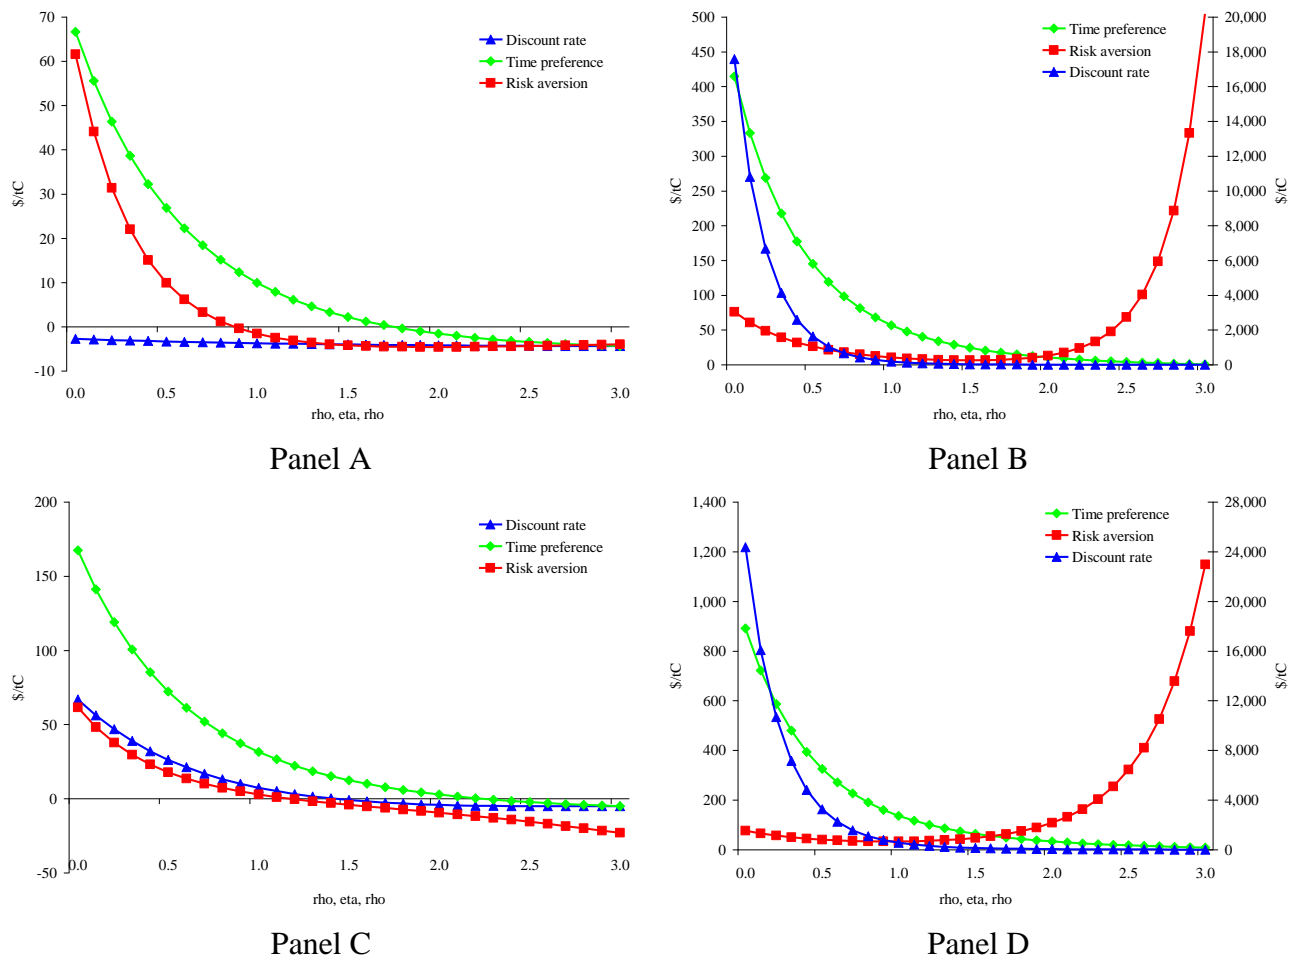 70
60
50
40
30
20
10
0
-10
$/tC
0.0 0.5 1.0 1.5 2.0 2.5 3.0
rho, eta, rho
Discount rate
Time preference
Risk aversion
Panel A
500
450
400
350
300
250
200
150
100
50
0
$/tC
20,000
18,000
16,000
14,000
12,000
10,000
8,000
6,000
4,000
2,000
0
$/tC
0.0 0.5 1.0 1.5 2.0 2.5 3.0
rho, eta, rho
Time preference
Risk aversion
Discount rate
Panel B
200
150
100
50
0
-50
$/tC
0.0 0.5 1.0 1.5 2.0 2.5 3.0
rho, eta, rho
Discount rate
Time preference
Risk aversion
Panel C
1,400
1,200
1,000
800
600
400
200
0
$/tC
28,000
24,000
20,000
16,000
12,000
8,000
4,000
0
$/tC
0.0 0.5 1.0 1.5 2.0 2.5 3.0
rho, eta, rho
Time preference
Risk aversion
Discount rate
Panel D